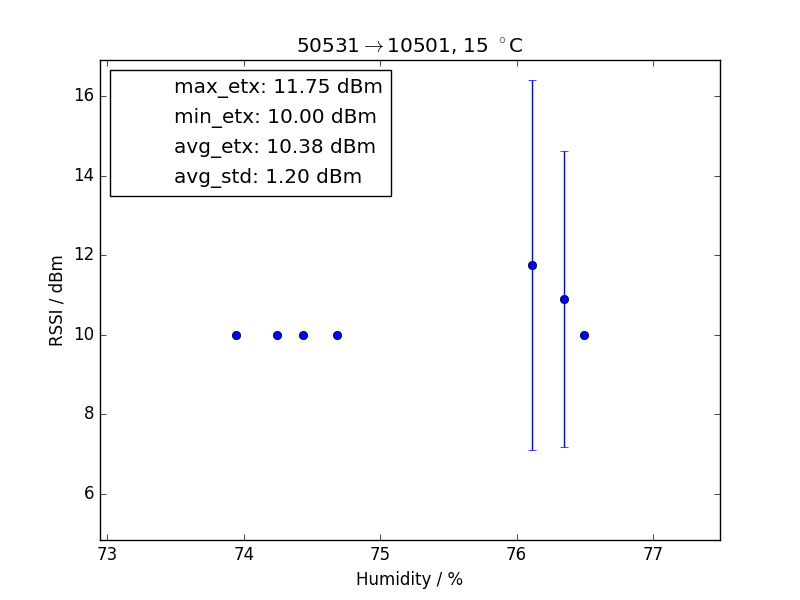 50531→10501, 15 °C
max_etx: 11.75 dBm
min_etx: 10.00 dBm
avg_etx: 10.38 dBm
avg_std: 1.20 dBm
16
14
12
10
8
6
RSSI / dBm
73 74 75 76 77
Humidity / %